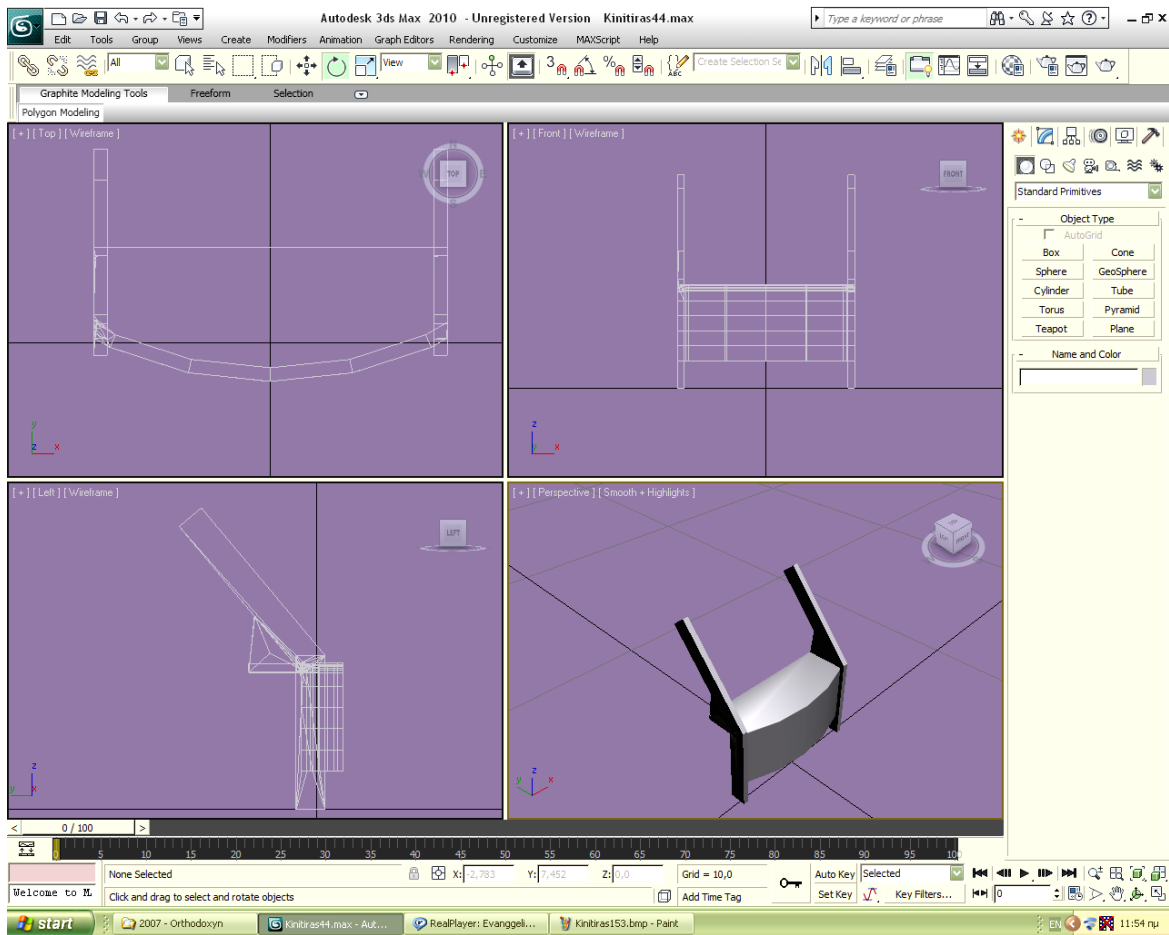 Autodesk 3ds Max 2010 - Unregistered Version Kinitiras44.max
Type a keyword or phrase
Edit Tools Group Views Create Modifiers Animation Graph Editors Rendering Customize MAXScript Help
All
View
3
Create Selection Se
ABC
Graphite Modeling Tools Freeform Selection
Polygon Modeling
[ + ] [ Top ] [ Wireframe ]
TOP
[ + ] [ Front ] [ Wireframe ]
FRONT
y
z x
z
y x
[ + ] [ Left ] [ Wireframe ]
LEFT
z
y x
[ + ] [ Perspective ] [ Smooth + Highlights ]
z
y x
Standard Primitives
- Object Type
AutoGrid
Box Cone
Sphere GeoSphere
Cylinder Tube
Torus Pyramid
Teapot Plane
- Name and Color
< 0 / 100 >
0 5 10 15 20 25 30 35 40 45 50 55 60 65 70 75 80 85 90 95 100
None Selected
X: -2,783 Y: 7,452 Z: 0,0
Grid = 10,0
Auto Key Selected
Welcome to M.
Click and drag to select and rotate objects
Add Time Tag
Set Key Key Filters...
0
start
2007 - Orthodoxyn
Kinitiras44.max - Aut...
RealPlayer: Evanggeli...
Kinitiras153.bmp - Paint
EN
11:54 πμ